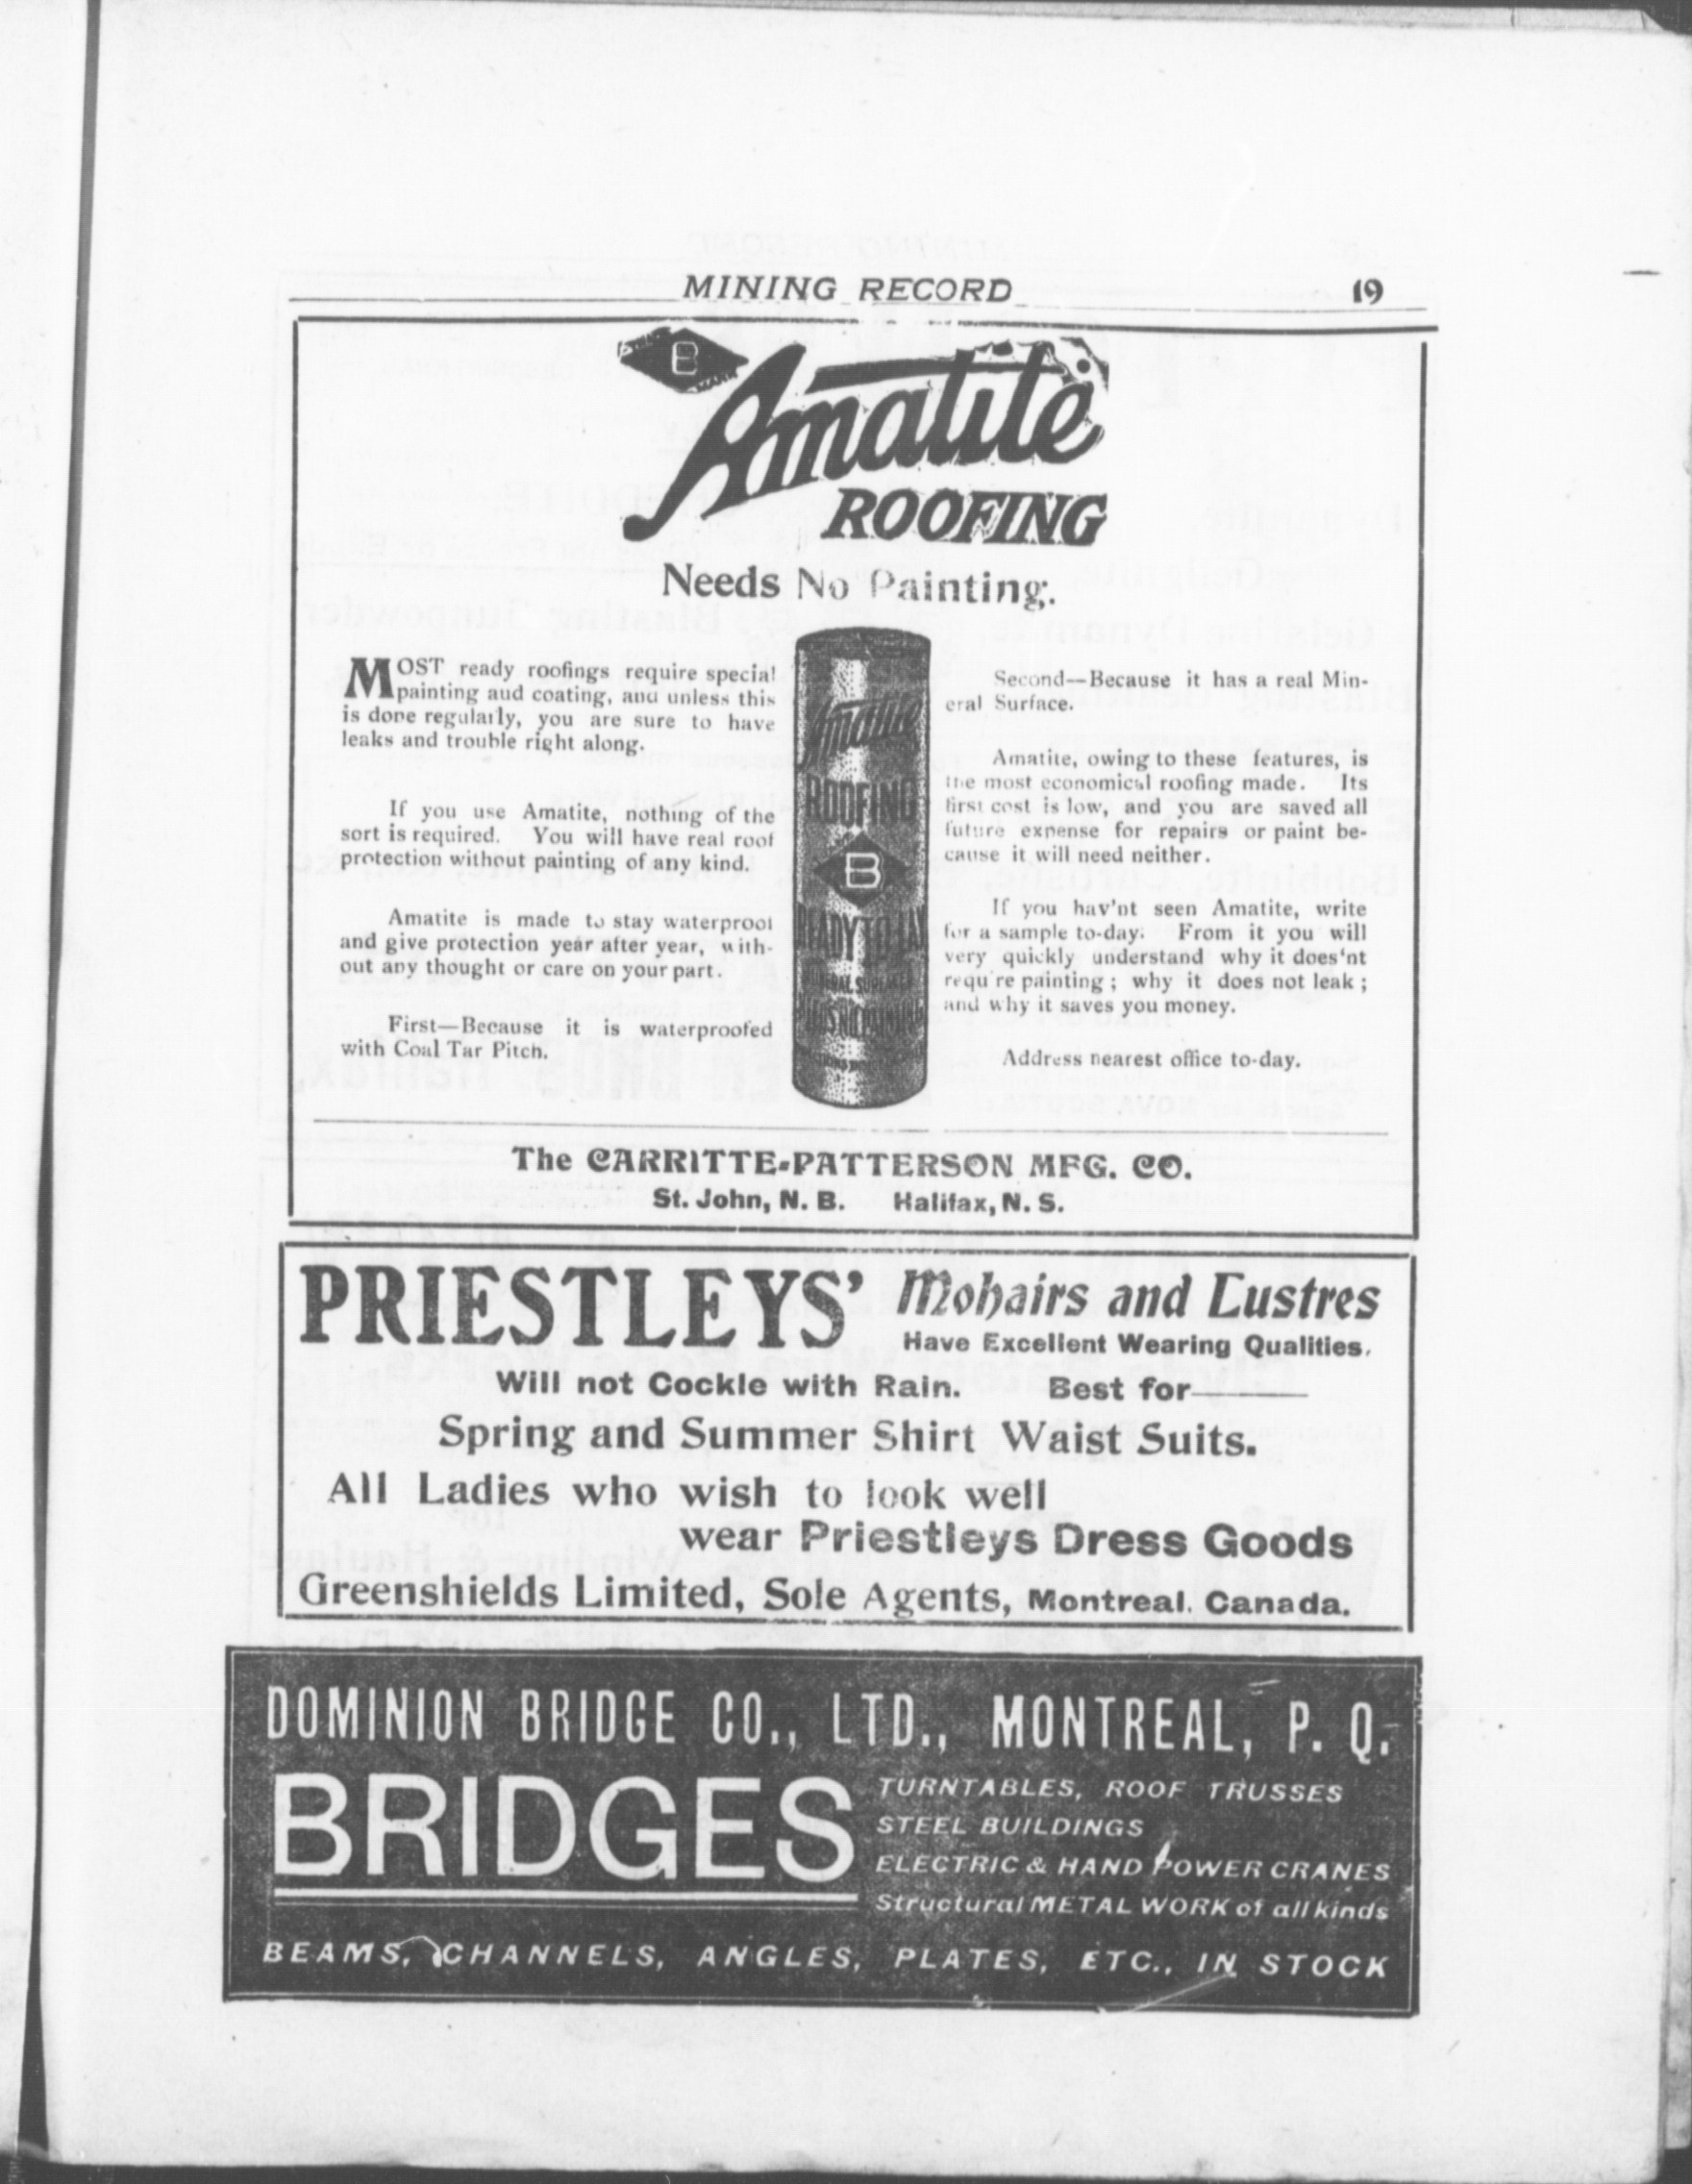 MINING RECORD 19
B
MARK
Amatite
ROOFING
Needs No Painting.
MOST ready roofings require special
painting aud coating, and unless this
is done regularly, you are sure to have
leaks and trouble right along.
If you use Amatite, nothing of the
sort is required. You will have real roof
protection without painting of any kind.
Amatite is made to stay waterproof
and give protection year after year, with-
out any thought or care on your part.
First—Because it is waterproofed
with Coal Tar Pitch.
Amatite
ROOFING
B
READY TO LAY
Second—Because it has a real Min-
eral Surface.
Amatite, owing to these features, is
the most economical roofing made. Its
first cost is low, and you are saved all
future expense for repairs or paint be-
cause it will need neither.
If you hav'nt seen Amatite, write
for a sample to-day. From it you will
very quickly understand why it does'nt
requ're painting ; why it does not leak ;
and why it saves you money.
Address nearest office to-day.
The CARRITTE-PATTERSON MFG. CO.
St. John, N. B. Halifax, N. S.
PRIESTLEYS' Mohairs and Lustres
Have Excellent Wearing Qualities.
Will not Cockle with Rain. Best for
Spring and Summer Shirt Waist Suits.
All Ladies who wish to look well
wear Priestleys Dress Goods
Greenshields Limited, Sole Agents, Montreal. Canada.
DOMINION BRIDGE CO., LTD., MONTREAL, P. Q.
BRIDGES
TURNTABLES, ROOF TRUSSES
STEEL BUILDINGS
ELECTRIC & HAND POWER CRANES
Structural METAL WORK of all kinds
BEAMS, CHANNELS, ANGLES, PLATES, ETC., IN STOCK